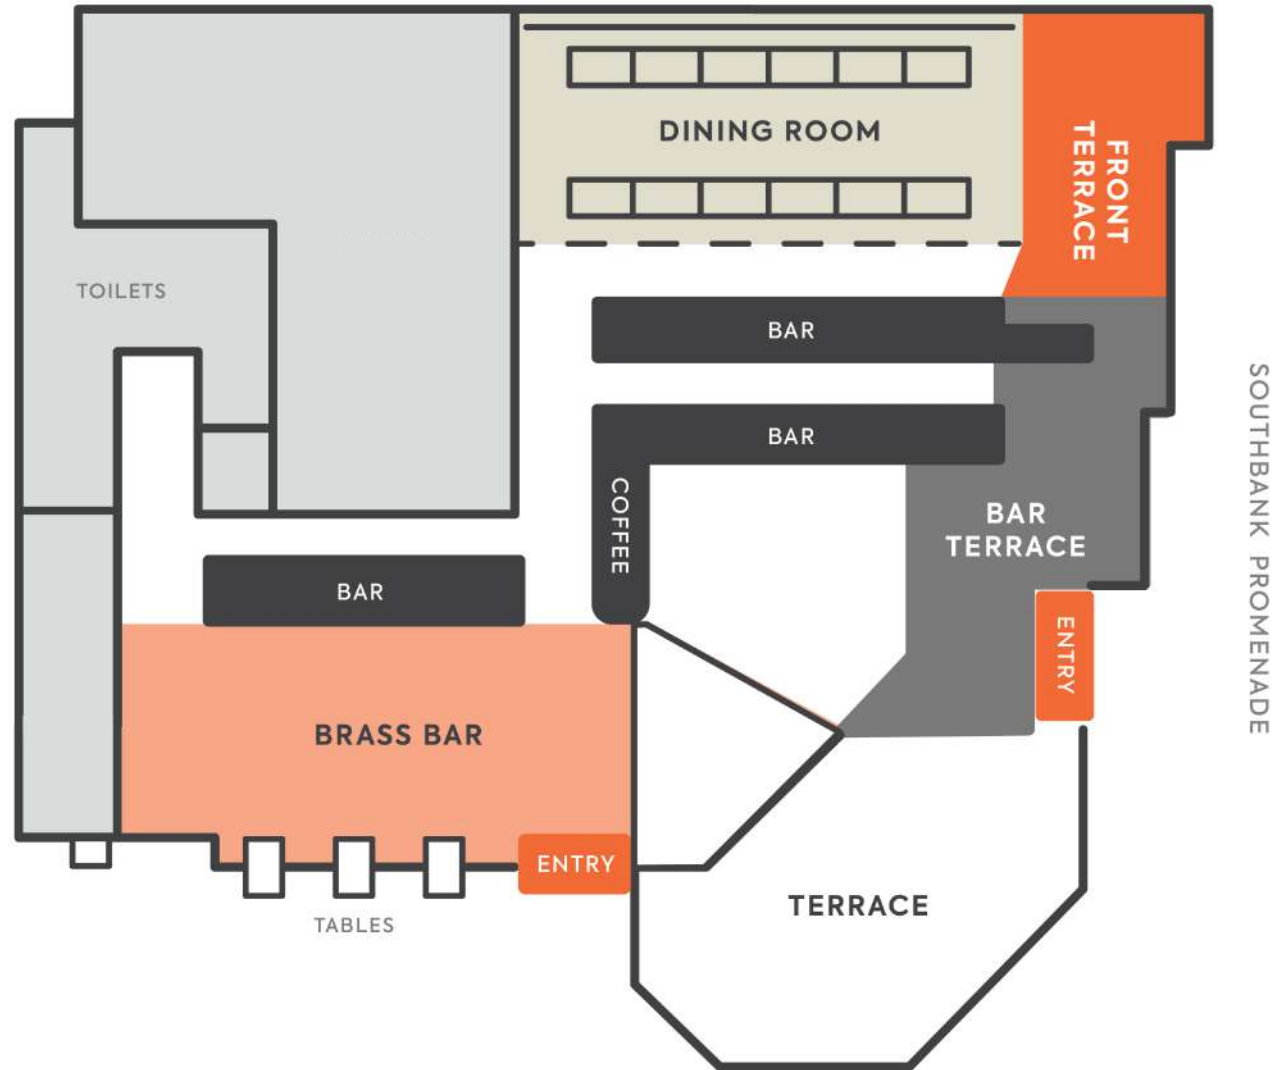 DINING ROOM
FRONT
TERRACE
TOILETS
BAR
BAR
COFFEE
BAR
TERRACE
BAR
ENTRY
SOUTHBANK PROMENADE
BRASS BAR
ENTRY
TERRACE
TABLES